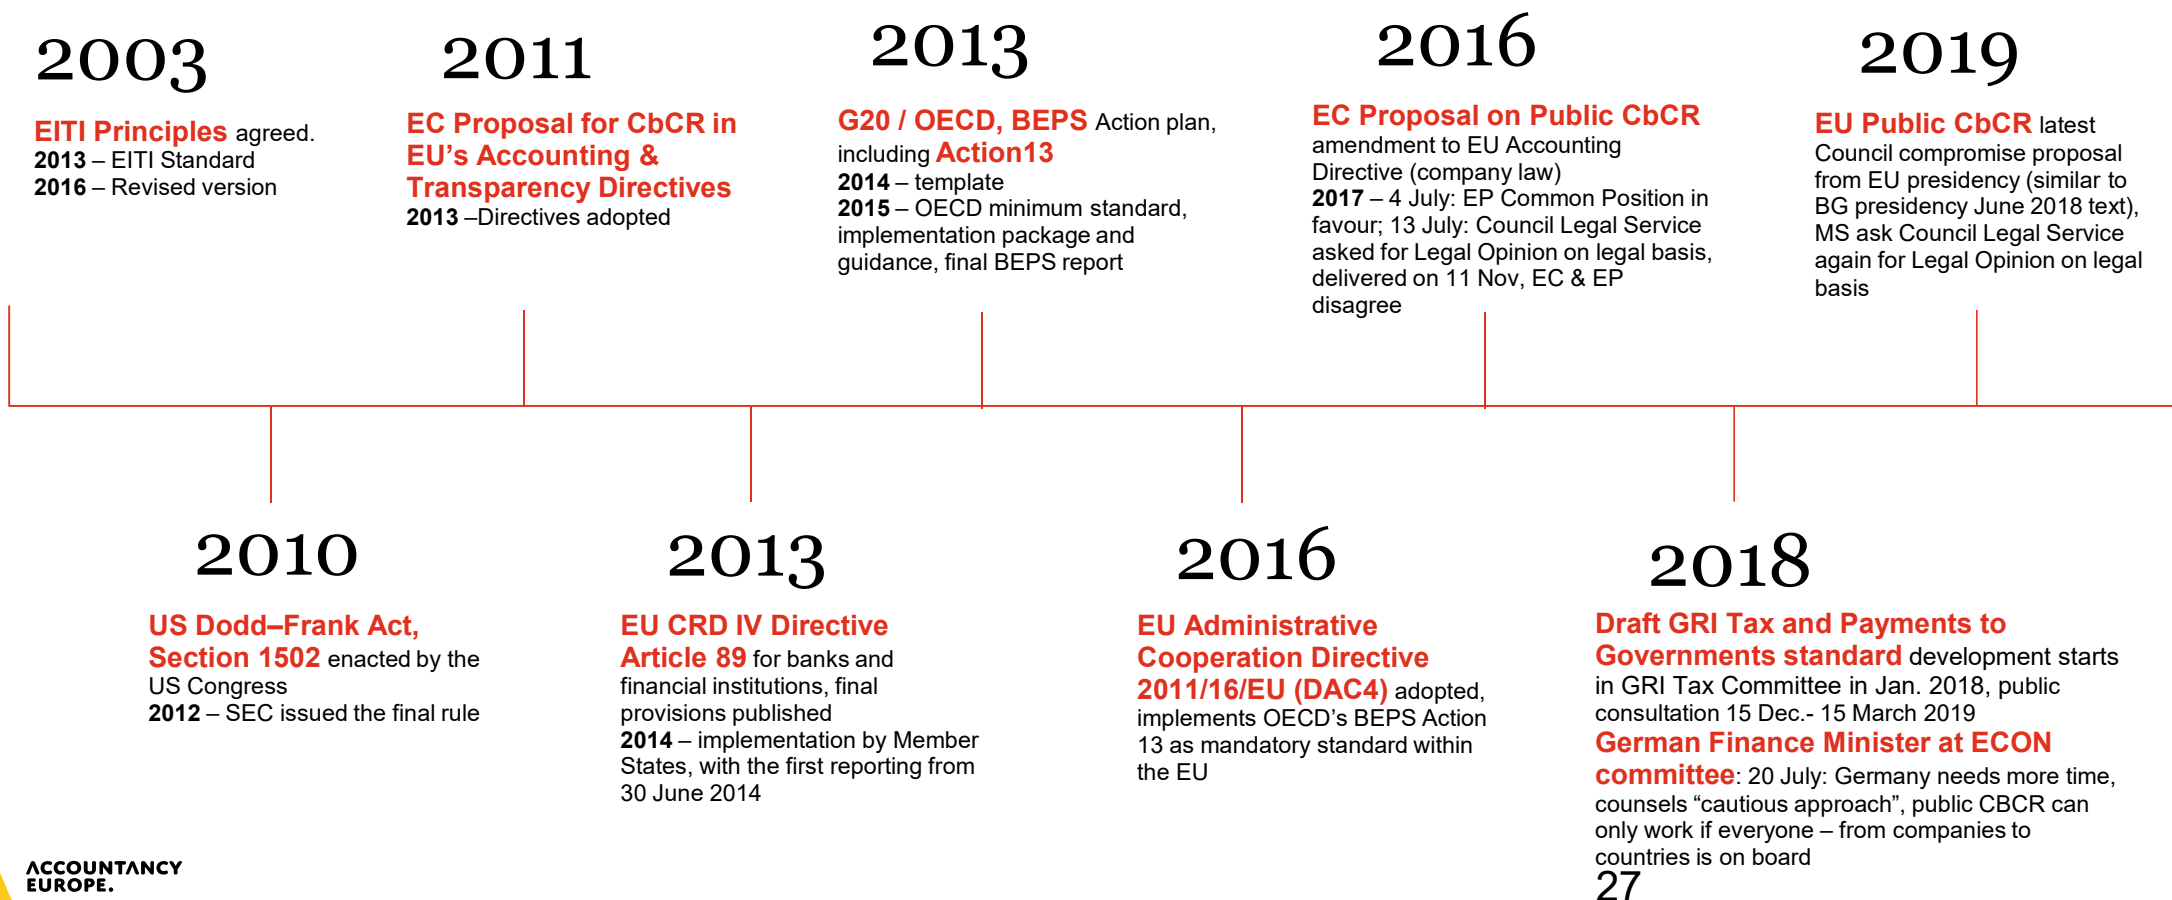 2003
EITI Principles agreed.
2013 – EITI Standard
2016 – Revised version
2011
EC Proposal for CbCR in
EU’s Accounting &
Transparency Directives
2013 –Directives adopted
2013
G20 / OECD, BEPS Action plan,
including Action13
2014 – template
2015 – OECD minimum standard,
implementation package and
guidance, final BEPS report
2016
EC Proposal on Public CbCR
amendment to EU Accounting
Directive (company law)
2017 – 4 July: EP Common Position in
favour; 13 July: Council Legal Service
asked for Legal Opinion on legal basis,
delivered on 11 Nov, EC & EP
disagree
2019
EU Public CbCR latest
Council compromise proposal
from EU presidency (similar to
BG presidency June 2018 text),
MS ask Council Legal Service
again for Legal Opinion on legal
basis
2010
US Dodd–Frank Act,
Section 1502 enacted by the
US Congress
2012 – SEC issued the final rule
2013
EU CRD IV Directive
Article 89 for banks and
financial institutions, final
provisions published
2014 – implementation by Member
States, with the first reporting from
30 June 2014
2016
EU Administrative
Cooperation Directive
2011/16/EU (DAC4) adopted,
implements OECD’s BEPS Action
13 as mandatory standard within
the EU
2018
Draft GRI Tax and Payments to
Governments standard development starts
in GRI Tax Committee in Jan. 2018, public
consultation 15 Dec.- 15 March 2019
German Finance Minister at ECON
committee: 20 July: Germany needs more time,
counsels “cautious approach”, public CBCR can
only work if everyone – from companies to
countries is on board
27
ACCOUNTANCY
EUROPE.